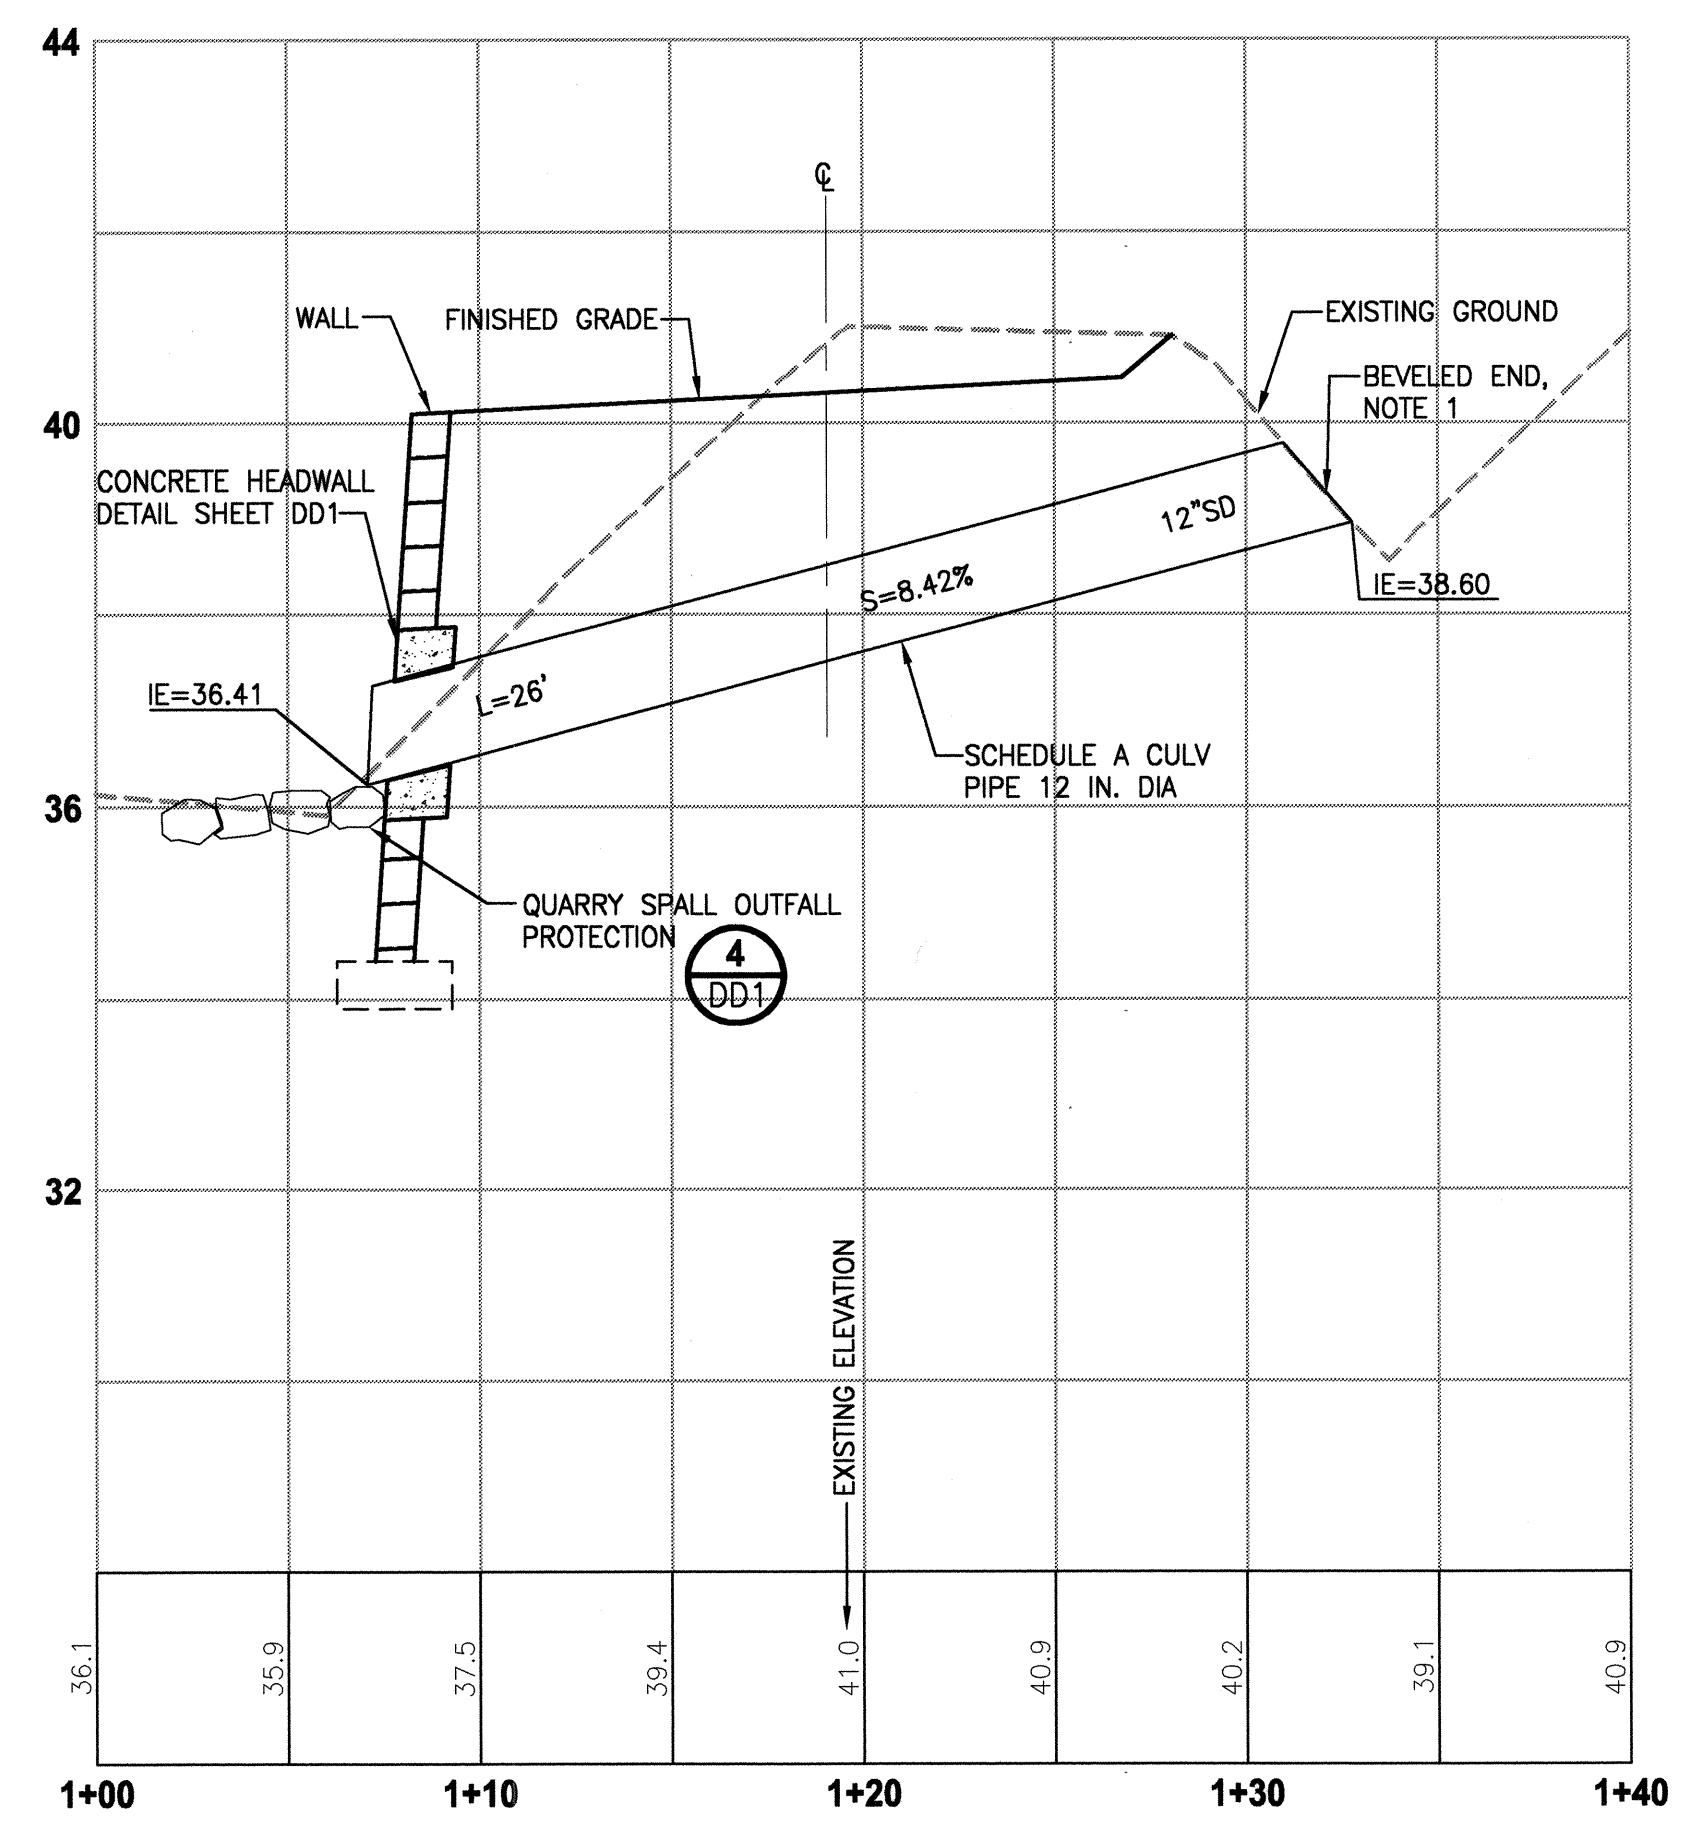 44
℄
WALL
FINISHED GRADE
EXISTING GROUND
BEVELED END,
NOTE 1
40
CONCRETE HEADWALL
DETAIL SHEET DD1
12"SD
S=8.42%
IE=38.60
IE=36.41
L=26'
SCHEDULE A CULV
PIPE 12 IN. DIA
36
QUARRY SPALL OUTFALL
PROTECTION
4
DD1
32
EXISTING ELEVATION
36.1
35.9
37.5
39.4
41.0
40.9
40.2
39.1
40.9
1+00
1+10
1+20
1+30
1+40